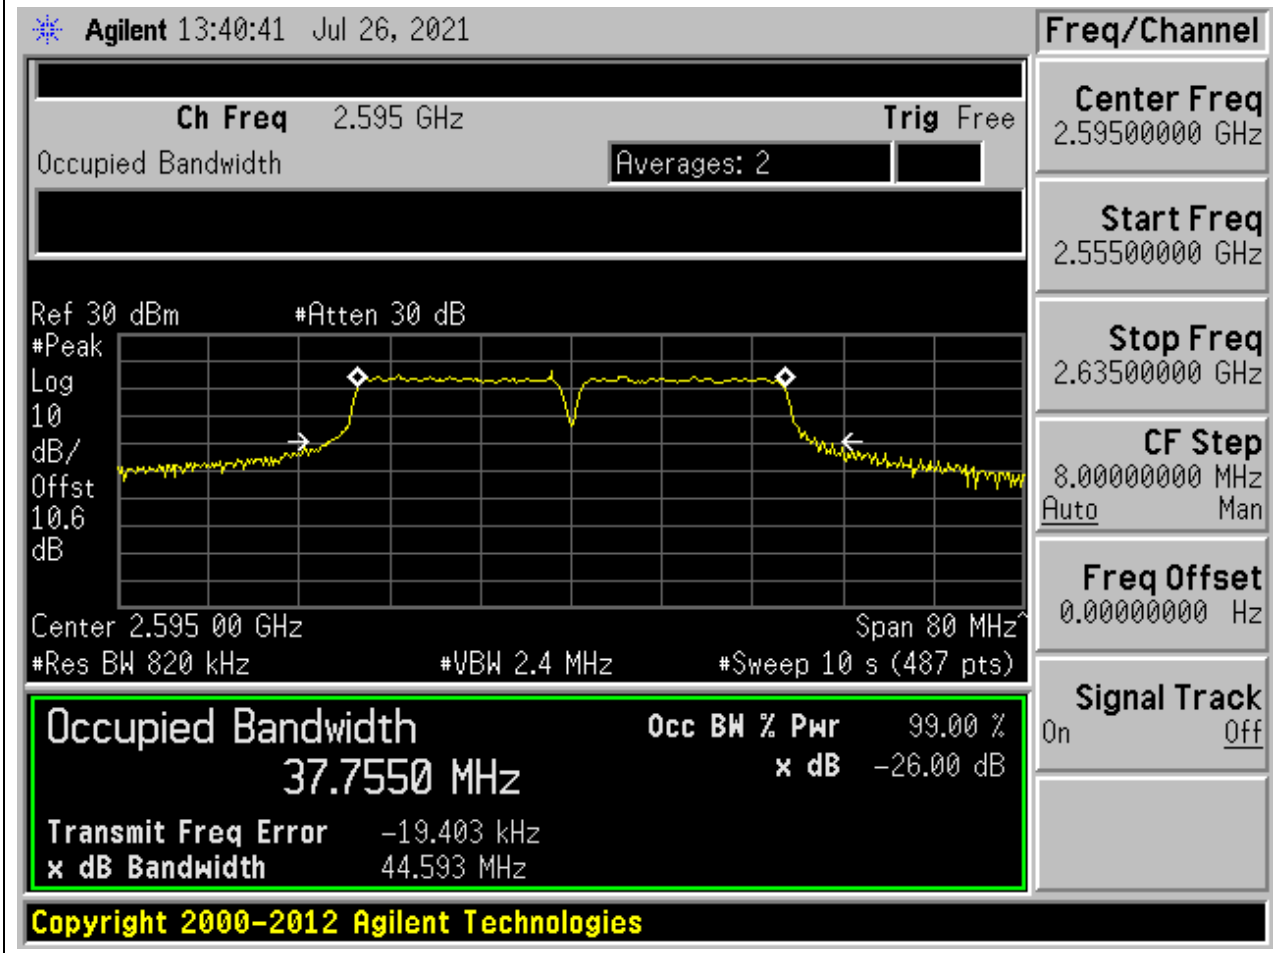 Agilent 13:40:41 Jul 26, 2021
Freq/Channel
Ch Freq 2.595 GHz Trig Free
Occupied Bandwidth Averages: 2
Ref 30 dBm #Atten 30 dB
#Peak
Log
10
dB/
Offst
10.6
dB
Center 2.595 00 GHz Span 80 MHz^
#Res BW 820 kHz #VBW 2.4 MHz #Sweep 10 s (487 pts)
Occupied Bandwidth Occ BW % Pwr 99.00 %
37.7550 MHz x dB -26.00 dB
Transmit Freq Error -19.403 kHz
x dB Bandwidth 44.593 MHz
Center Freq
2.59500000 GHz
Start Freq
2.55500000 GHz
Stop Freq
2.63500000 GHz
CF Step
8.00000000 MHz
Auto Man
Freq Offset
0.00000000 Hz
Signal Track
On Off
Copyright 2000-2012 Agilent Technologies